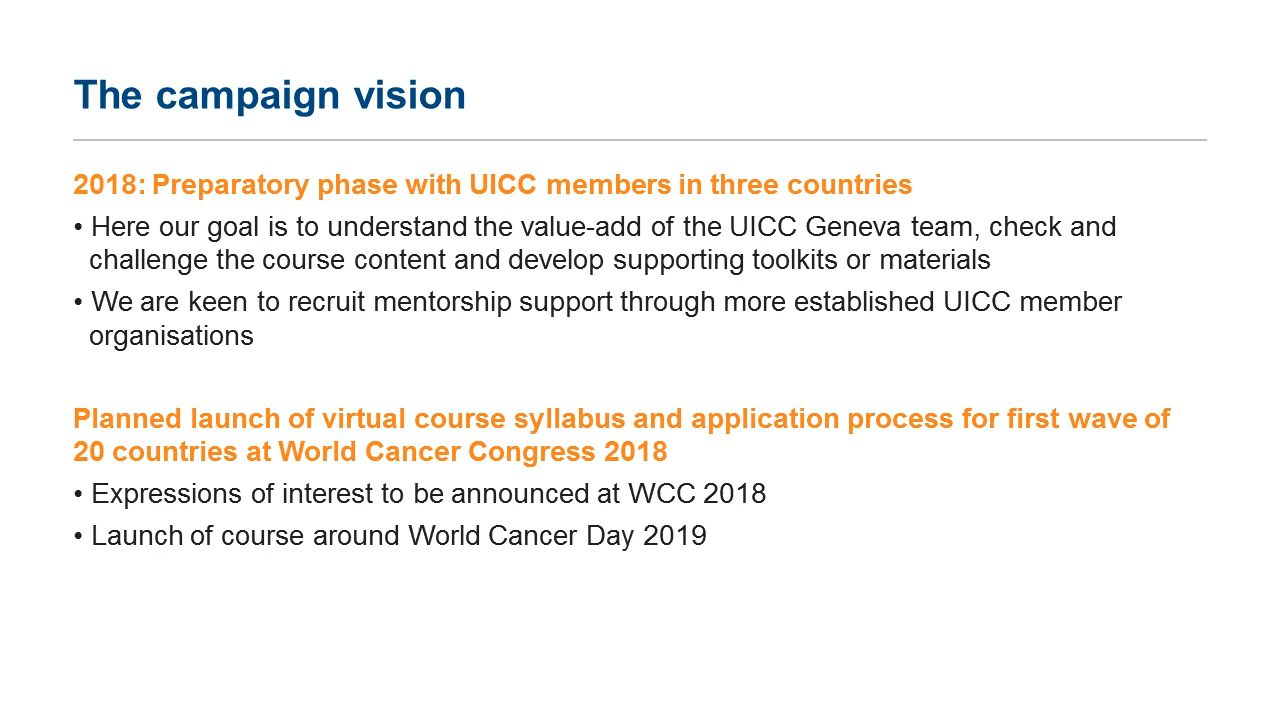 The campaign vision
2018: Preparatory phase with UICC members in three countries
• Here our goal is to understand the value-add of the UICC Geneva team, check and
challenge the course content and develop supporting toolkits or materials
• We are keen to recruit mentorship support through more established UICC member
organisations
Planned launch of virtual course syllabus and application process for first wave of
20 countries at World Cancer Congress 2018
• Expressions of interest to be announced at WCC 2018
• Launch of course around World Cancer Day 2019